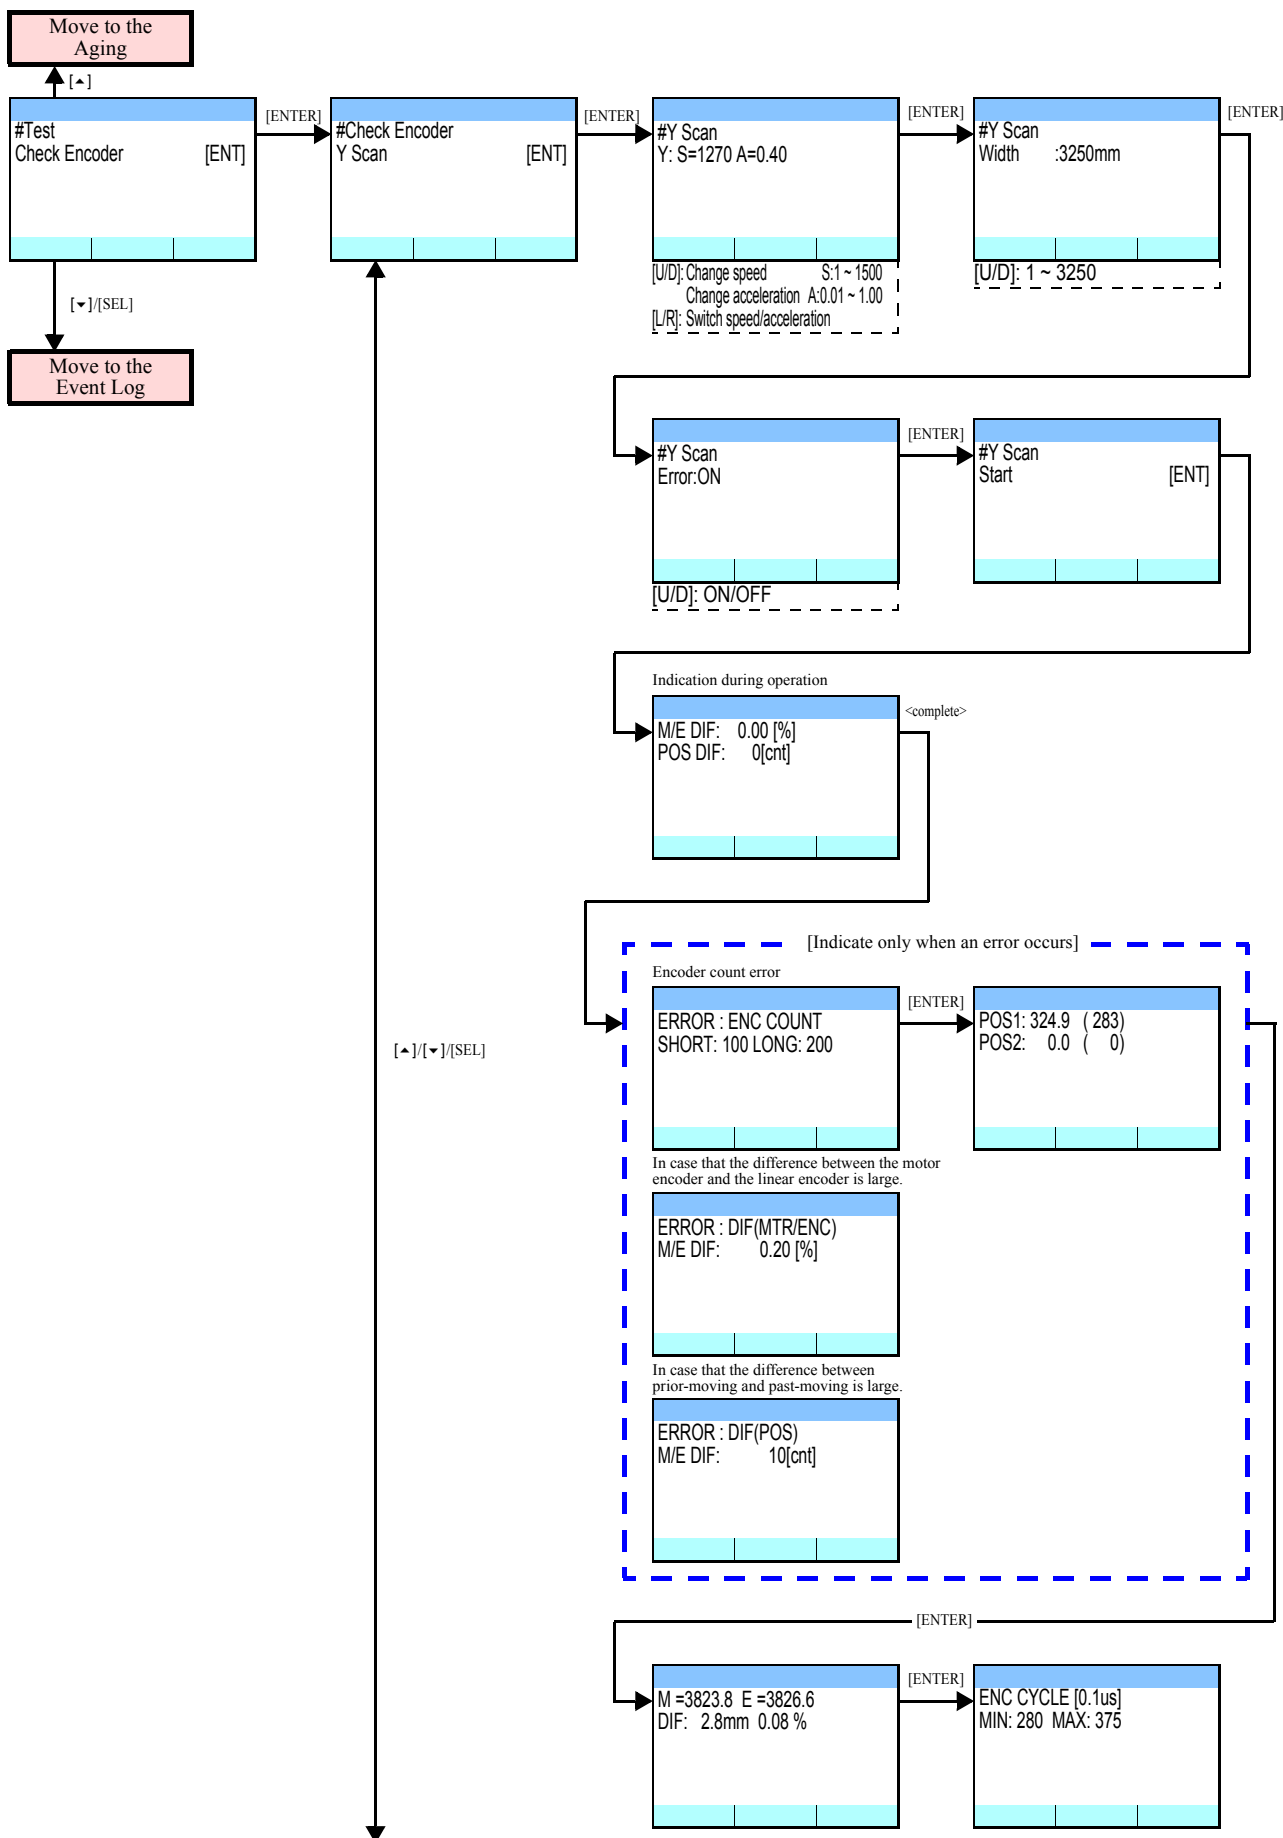 Move to the
Aging
[▲]
#Test
Check Encoder [ENT]
[ENTER]
#Check Encoder
Y Scan [ENT]
[ENTER]
#Y Scan
Y: S=1270 A=0.40
[ENTER]
#Y Scan
Width :3250mm
[ENTER]
[U/D]: Change speed S:1 ~ 1500
Change acceleration A:0.01 ~ 1.00
[L/R]: Switch speed/acceleration
[U/D]: 1 ~ 3250
[▼]/[SEL]
Move to the
Event Log
#Y Scan
Error:ON
[ENTER]
#Y Scan
Start [ENT]
[U/D]: ON/OFF
Indication during operation
M/E DIF: 0.00 [%]
POS DIF: 0[cnt]
<complete>
[Indicate only when an error occurs]
Encoder count error
ERROR : ENC COUNT
SHORT: 100 LONG: 200
[ENTER]
POS1: 324.9 ( 283)
POS2: 0.0 ( 0)
[▲]/[▼]/[SEL]
In case that the difference between the motor
encoder and the linear encoder is large.
ERROR : DIF(MTR/ENC)
M/E DIF: 0.20 [%]
In case that the difference between
prior-moving and past-moving is large.
ERROR : DIF(POS)
M/E DIF: 10[cnt]
[ENTER]
M =3823.8 E =3826.6
DIF: 2.8mm 0.08 %
[ENTER]
ENC CYCLE [0.1us]
MIN: 280 MAX: 375